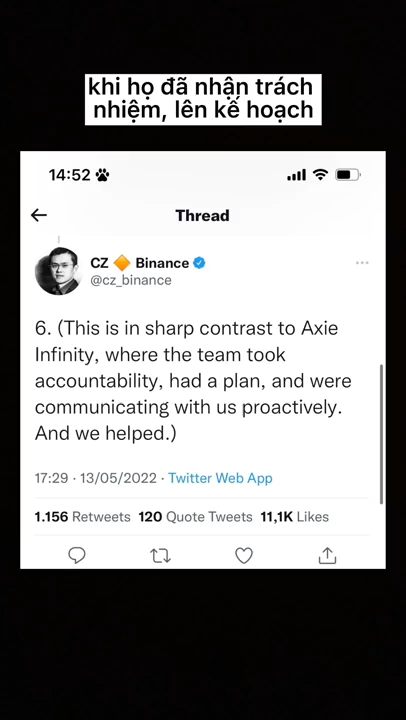 khi họ đã nhận trách
nhiệm, lên kế hoạch
14:52
Thread
CZ 🔶 Binance
@cz_binance
6. (This is in sharp contrast to Axie
Infinity, where the team took
accountability, had a plan, and were
communicating with us proactively.
And we helped.)
17:29 · 13/05/2022 · Twitter Web App
1.156 Retweets 120 Quote Tweets 11,1K Likes